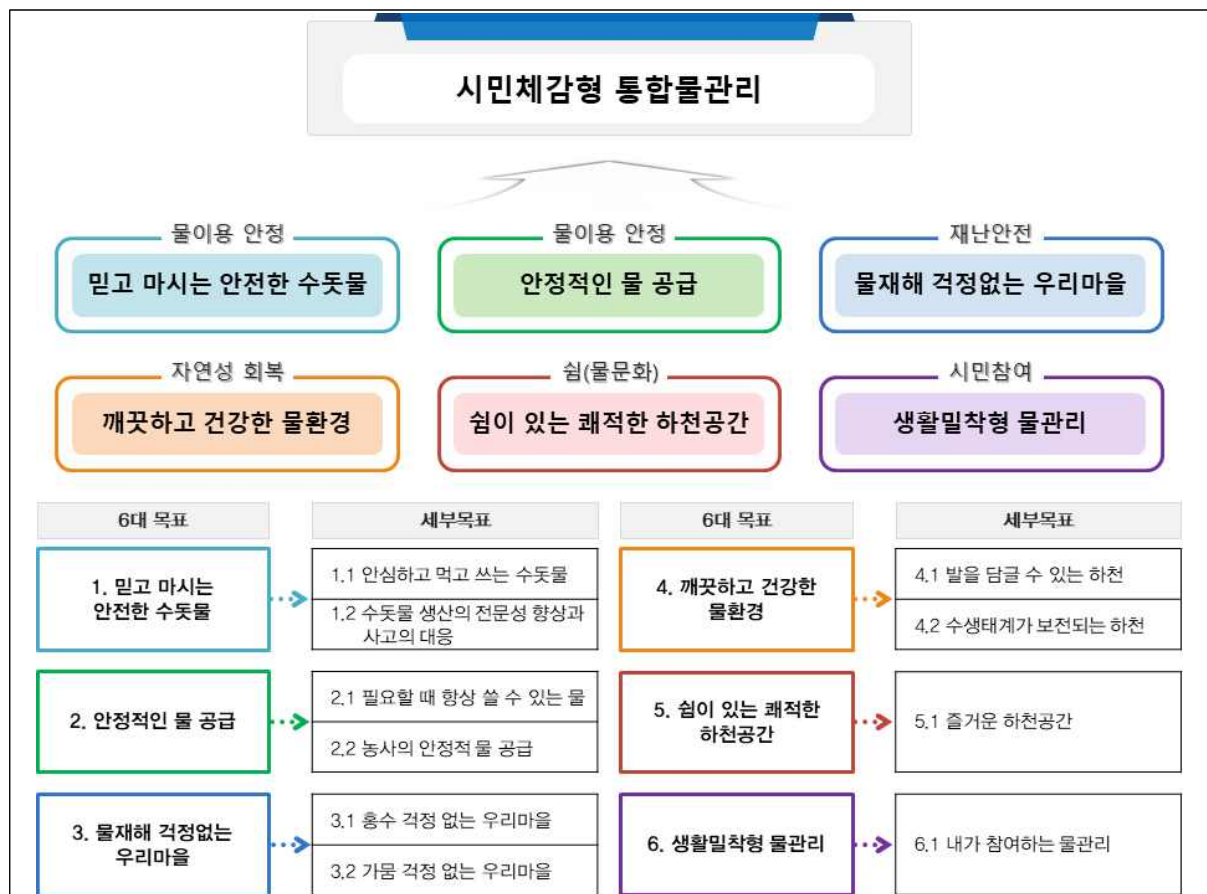 시민체감형 통합물관리
물이용 안정
믿고 마시는 안전한 수돗물
물이용 안정
안정적인 물 공급
재난안전
물재해 걱정없는 우리마을
자연성 회복
깨끗하고 건강한 물환경
쉼(물문화)
쉼이 있는 쾌적한 하천공간
시민참여
생활밀착형 물관리
6대 목표
세부목표
6대 목표
세부목표
1. 믿고 마시는
안전한 수돗물
1.1 안심하고 먹고 쓰는 수돗물
1.2 수돗물 생산의 전문성 향상과
사고의 대응
4. 깨끗하고 건강한
물환경
4.1 발을 담글 수 있는 하천
4.2 수생태계가 보전되는 하천
2. 안정적인 물 공급
2.1 필요할 때 항상 쓸 수 있는 물
2.2 농사의 안정적 물 공급
5. 쉼이 있는 쾌적한
하천공간
5.1 즐거운 하천공간
3. 물재해 걱정없는
우리마을
3.1 홍수 걱정 없는 우리마을
3.2 가뭄 걱정 없는 우리마을
6. 생활밀착형 물관리
6.1 내가 참여하는 물관리